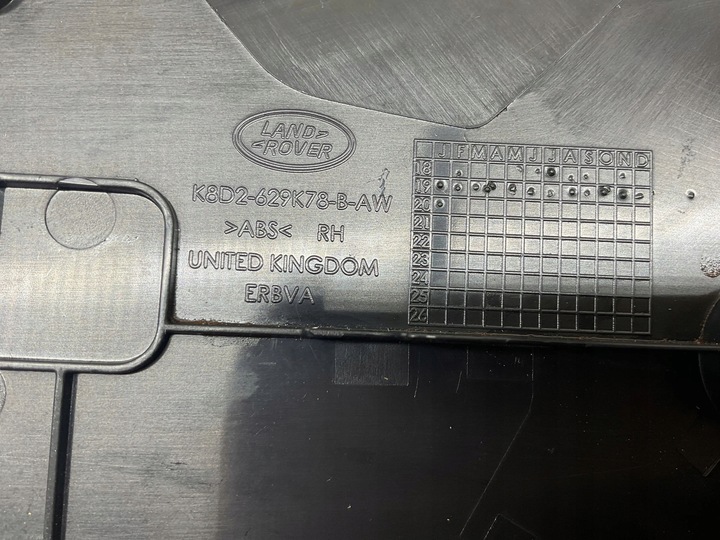 LAND>
<ROVER
K8D2-629K78-B-AW
>ABS< RH
UNITED KINGDOM
ERBVA
J F M A M J J A S O N D
18
19
20
21
22
23
24
25
26